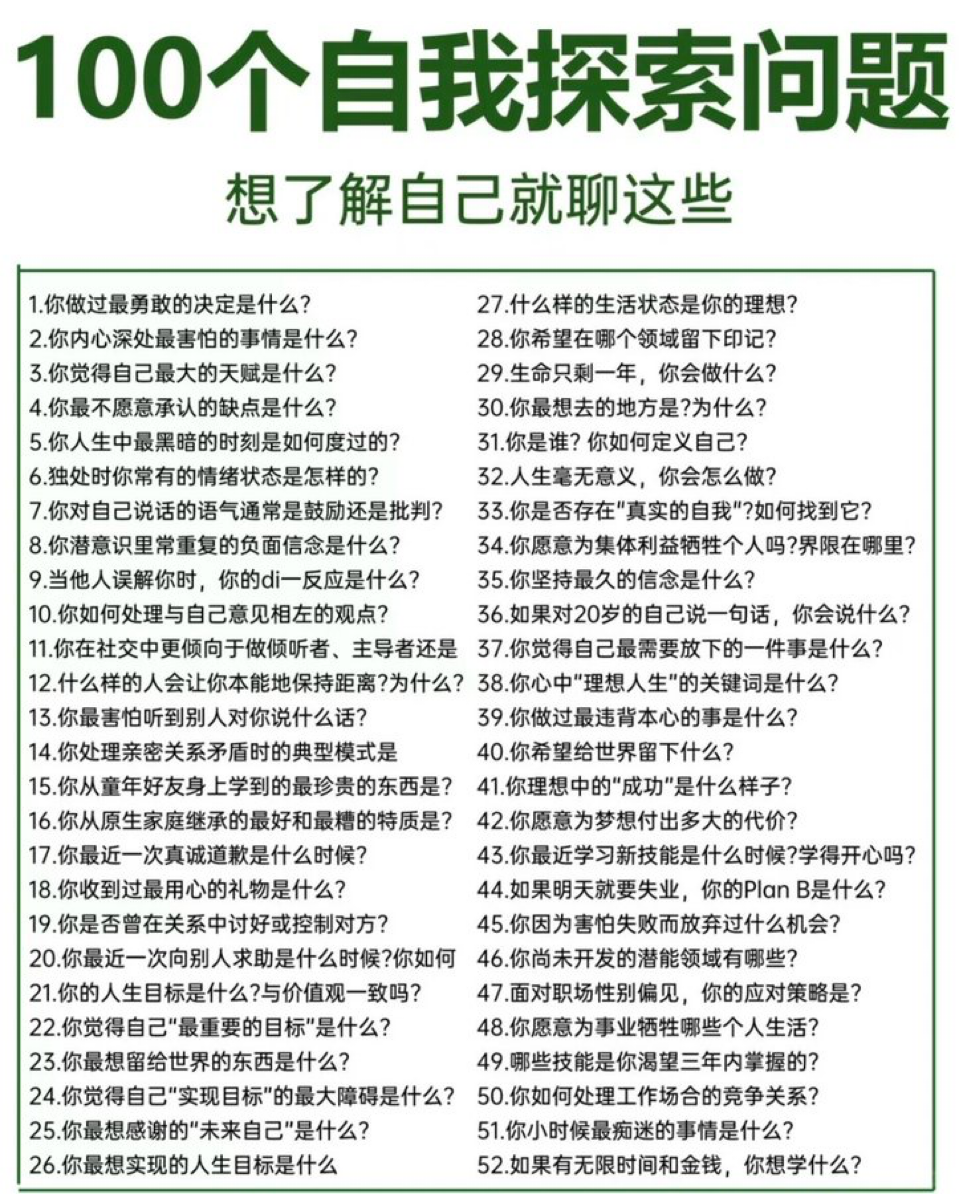 100个自我探索问题
想了解自己就聊这些
1.你做过最勇敢的决定是什么?
2.你内心深处最害怕的事情是什么?
3.你觉得自己最大的天赋是什么?
4.你最不愿意承认的缺点是什么?
5.你人生中最黑暗的时刻是如何度过的?
6.独处时你常有的情绪状态是怎样的?
7.你对自己说话的语气通常是鼓励还是批判?
8.你潜意识里常重复的负面信念是什么?
9.当他人误解你时，你的di一反应是什么?
10.你如何处理与自己意见相左的观点?
11.你在社交中更倾向于做倾听者、主导者还是
12.什么样的人会让你本能地保持距离?为什么?
13.你最害怕听到别人对你说什么话?
14.你处理亲密关系矛盾时的典型模式是
15.你从童年好友身上学到的最珍贵的东西是?
16.你从原生家庭继承的最好和最糟的特质是?
17.你最近一次真诚道歉是什么时候?
18.你收到过最用心的礼物是什么?
19.你是否曾在关系中讨好或控制对方?
20.你最近一次向别人求助是什么时候?你如何
21.你的人生目标是什么?与价值观一致吗?
22.你觉得自己“最重要的目标”是什么?
23.你最想留给世界的东西是什么?
24.你觉得自己“实现目标”的最大障碍是什么?
25.你最想感谢的“未来自己”是什么?
26.你最想实现的人生目标是什么
27.什么样的生活状态是你的理想?
28.你希望在哪个领域留下印记?
29.生命只剩一年，你会做什么?
30.你最想去的地方是?为什么?
31.你是谁? 你如何定义自己?
32.人生毫无意义，你会怎么做?
33.你是否存在“真实的自我”?如何找到它?
34.你愿意为集体利益牺牲个人吗?界限在哪里?
35.你坚持最久的信念是什么?
36.如果对20岁的自己说一句话，你会说什么?
37.你觉得自己最需要放下的一件事是什么?
38.你心中“理想人生”的关键词是什么?
39.你做过最违背本心的事是什么?
40.你希望给世界留下什么?
41.你理想中的“成功”是什么样子?
42.你愿意为梦想付出多大的代价?
43.你最近学习新技能是什么时候?学得开心吗?
44.如果明天就要失业，你的Plan B是什么?
45.你因为害怕失败而放弃过什么机会?
46.你尚未开发的潜能领域有哪些?
47.面对职场性别偏见，你的应对策略是?
48.你愿意为事业牺牲哪些个人生活?
49.哪些技能是你渴望三年内掌握的?
50.你如何处理工作场合的竞争关系?
51.你小时候最痴迷的事情是什么?
52.如果有无限时间和金钱，你想学什么?